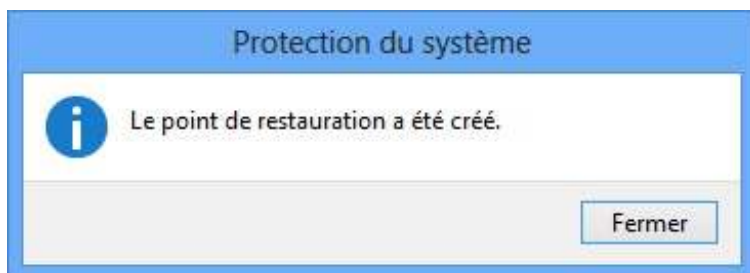 Protection du système
Le point de restauration a été créé.
Fermer